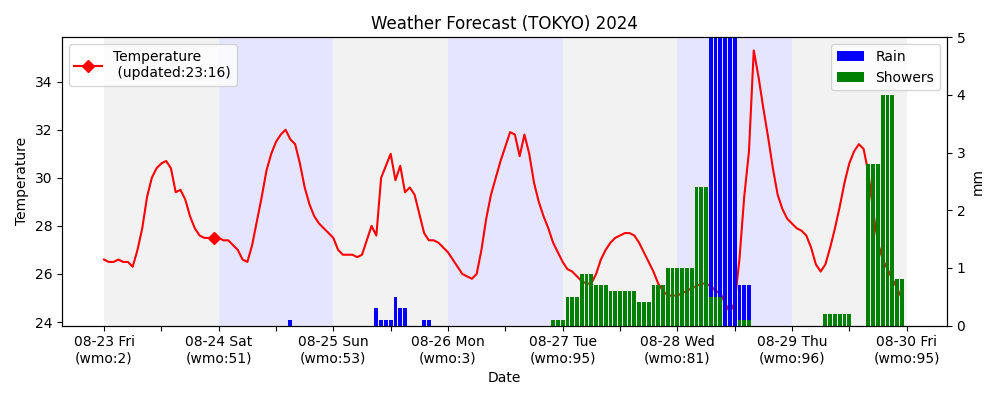 Weather Forecast (TOKYO) 2024
Temperature
(updated:23:16)
Rain
Showers
Temperature
34
32
30
28
26
24
5
4
3
2
1
0
mm
08-23 Fri
(wmo:2)
08-24 Sat
(wmo:51)
08-25 Sun
(wmo:53)
08-26 Mon
(wmo:3)
08-27 Tue
(wmo:95)
08-28 Wed
(wmo:81)
08-29 Thu
(wmo:96)
08-30 Fri
(wmo:95)
Date